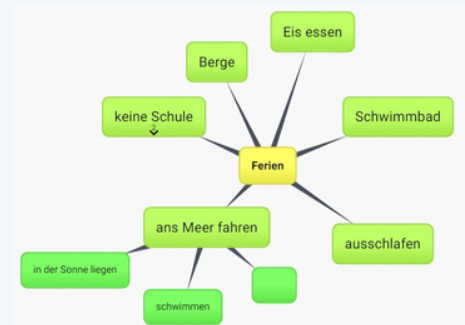 Eis essen
Berge
keine Schule
Schwimmbad
Ferien
ans Meer fahren
ausschlafen
in der Sonne liegen
schwimmen